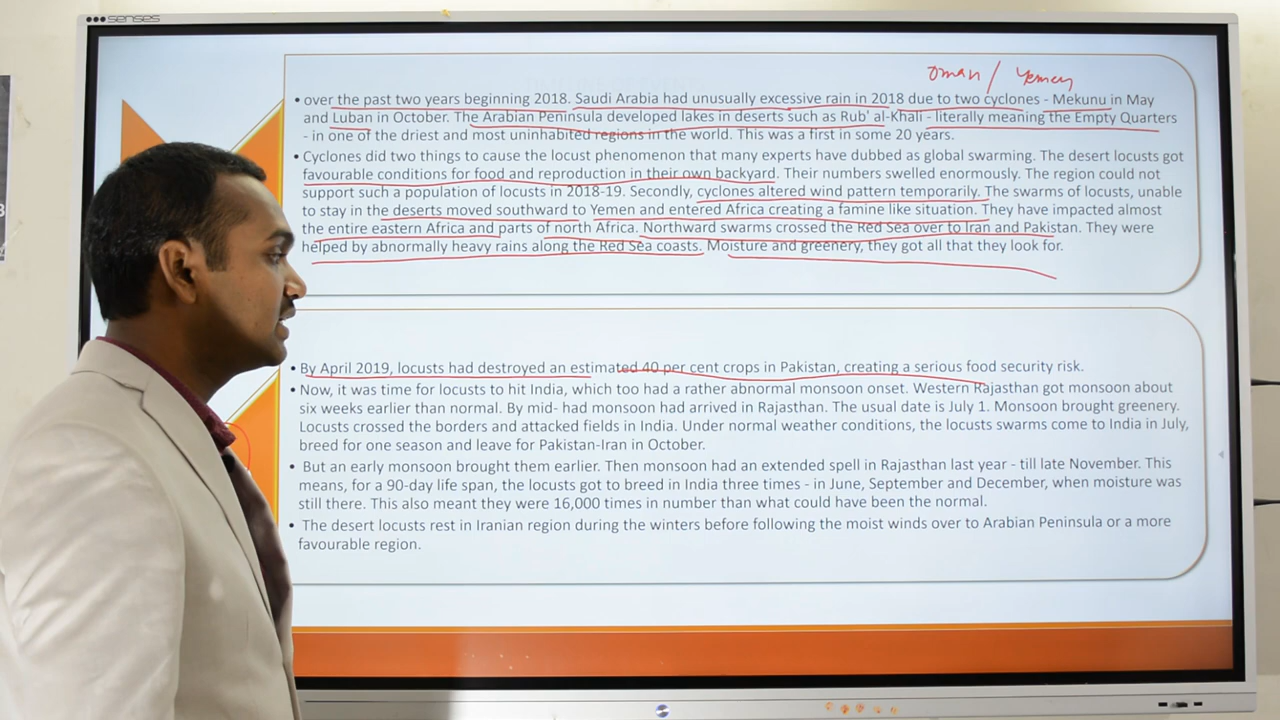 senses
Oman / Yemen
• over the past two years beginning 2018. Saudi Arabia had unusually excessive rain in 2018 due to two cyclones - Mekunu in May
and Luban in October. The Arabian Peninsula developed lakes in deserts such as Rub' al-Khali - literally meaning the Empty Quarters
- in one of the driest and most uninhabited regions in the world. This was a first in some 20 years.
• Cyclones did two things to cause the locust phenomenon that many experts have dubbed as global swarming. The desert locusts got
favourable conditions for food and reproduction in their own backyard. Their numbers swelled enormously. The region could not
support such a population of locusts in 2018-19. Secondly, cyclones altered wind pattern temporarily. The swarms of locusts, unable
to stay in the deserts moved southward to Yemen and entered Africa creating a famine like situation. They have impacted almost
the entire eastern Africa and parts of north Africa. Northward swarms crossed the Red Sea over to Iran and Pakistan. They were
helped by abnormally heavy rains along the Red Sea coasts. Moisture and greenery, they got all that they look for.
• By April 2019, locusts had destroyed an estimated 40 per cent crops in Pakistan, creating a serious food security risk.
• Now, it was time for locusts to hit India, which too had a rather abnormal monsoon onset. Western Rajasthan got monsoon about
six weeks earlier than normal. By mid- had monsoon had arrived in Rajasthan. The usual date is July 1. Monsoon brought greenery.
Locusts crossed the borders and attacked fields in India. Under normal weather conditions, the locusts swarms come to India in July,
breed for one season and leave for Pakistan-Iran in October.
• But an early monsoon brought them earlier. Then monsoon had an extended spell in Rajasthan last year - till late November. This
means, for a 90-day life span, the locusts got to breed in India three times - in June, September and December, when moisture was
still there. This also meant they were 16,000 times in number than what could have been the normal.
• The desert locusts rest in Iranian region during the winters before following the moist winds over to Arabian Peninsula or a more
favourable region.